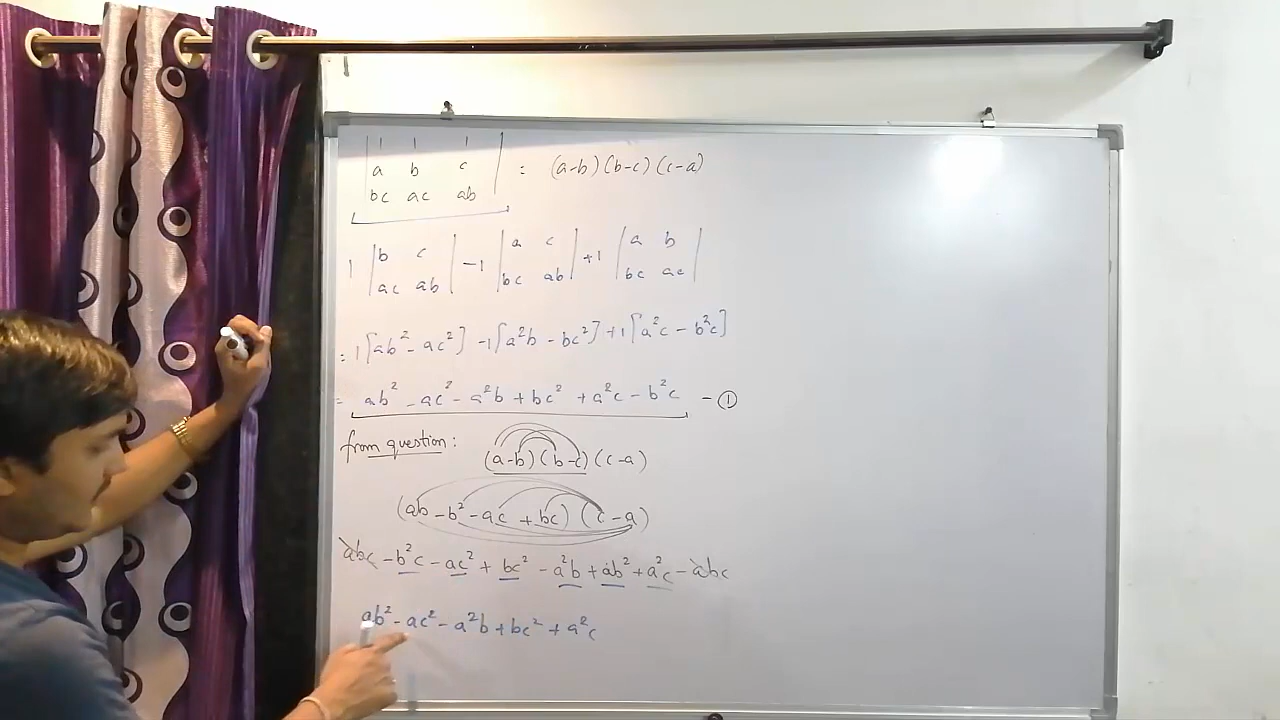 | 1 1 1 |
| a b c | = (a-b)(b-c)(c-a)
| bc ac ab |
1 | b c | -1 | a c | +1 | a b |
| ac ab | | bc ab | | bc ac |
= 1[ab² - ac²] -1[a²b - bc²] +1[a²c - b²c]
= ab² - ac² - a²b + bc² + a²c - b²c - ①
from question: (a-b)(b-c)(c-a)
(ab - b² - ac + bc) (c - a)
abc - b²c - ac² + bc² - a²b + ab² + a²c - abc
ab² - ac² - a²b + bc² + a²c